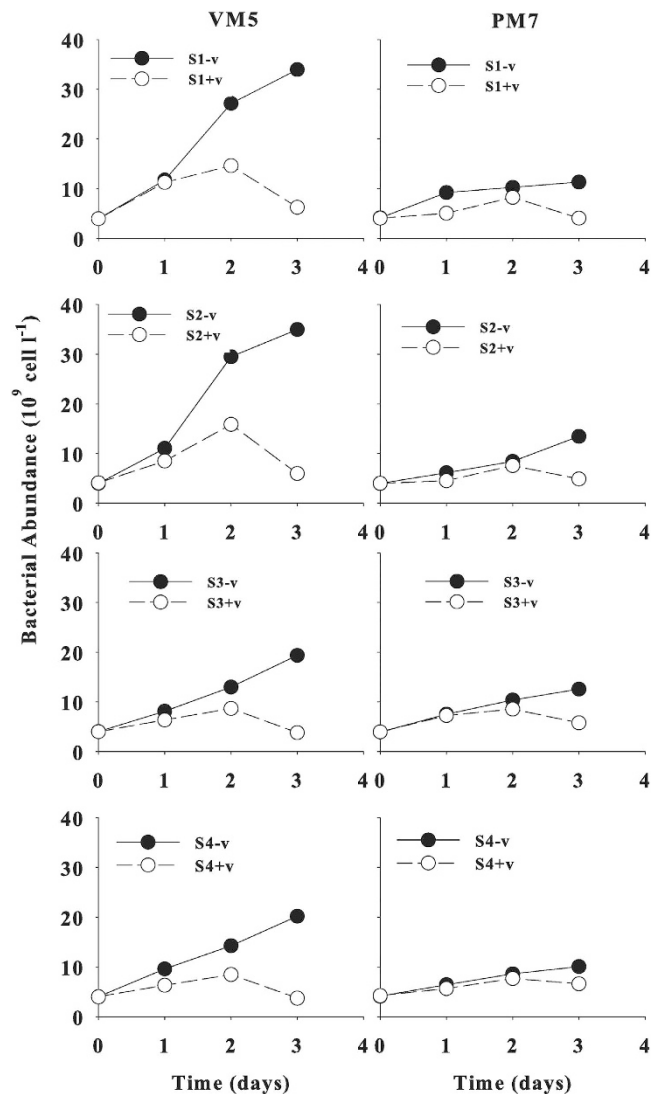 VM5 PM7
Bacterial Abundance (10^9 cell l^-1)
40
30
20
10
0
S1-v
S1+v
0 1 2 3 4
S1-v
S1+v
0 1 2 3 4
40
30
20
10
0
S2-v
S2+v
0 1 2 3 4
S2-v
S2+v
0 1 2 3 4
40
30
20
10
0
S3-v
S3+v
0 1 2 3 4
S3-v
S3+v
0 1 2 3 4
40
30
20
10
0
S4-v
S4+v
0 1 2 3 4
S4-v
S4+v
0 1 2 3 4
Time (days) Time (days)